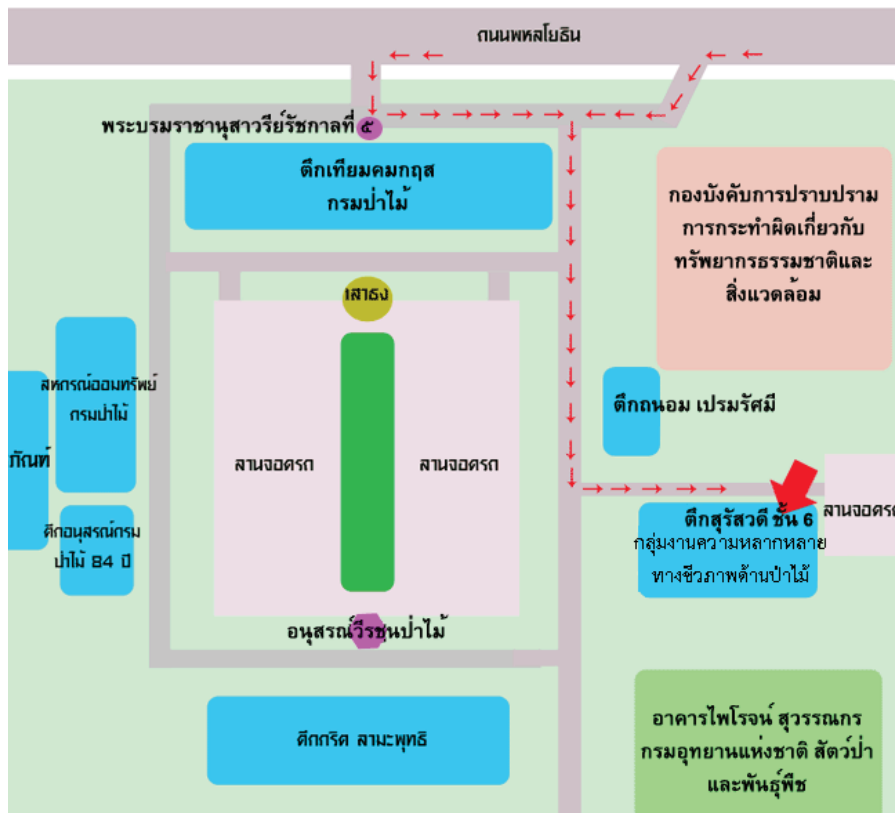 ถนนพหลโยธิน
พระบรมราชานุสาวรีย์รัชกาลที่ ๕
ตึกเทียมคมกฤส
กรมป่าไม้
กองบังคับการปราบปราม
การกระทำผิดเกี่ยวกับ
ทรัพยากรธรรมชาติและ
สิ่งแวดล้อม
เสาธง
สหกรณ์ออมทรัพย์
กรมป่าไม้
ตึกถนอม เปรมรัศมี
ภัณฑ์
ลานจอดรถ
ลานจอดรถ
ลานจอดรถ
ตึกสุรัสวดี ชั้น 6
กลุ่มงานความหลากหลาย
ทางชีวภาพด้านป่าไม้
ตึกอนุสรณ์กรม
ป่าไม้ 84 ปี
อนุสรณ์วีรชนป่าไม้
ตึกกริต สามะพุทธิ
อาคารไพโรจน์ สุวรรณกร
กรมอุทยานแห่งชาติ สัตว์ป่า
และพันธุ์พืช